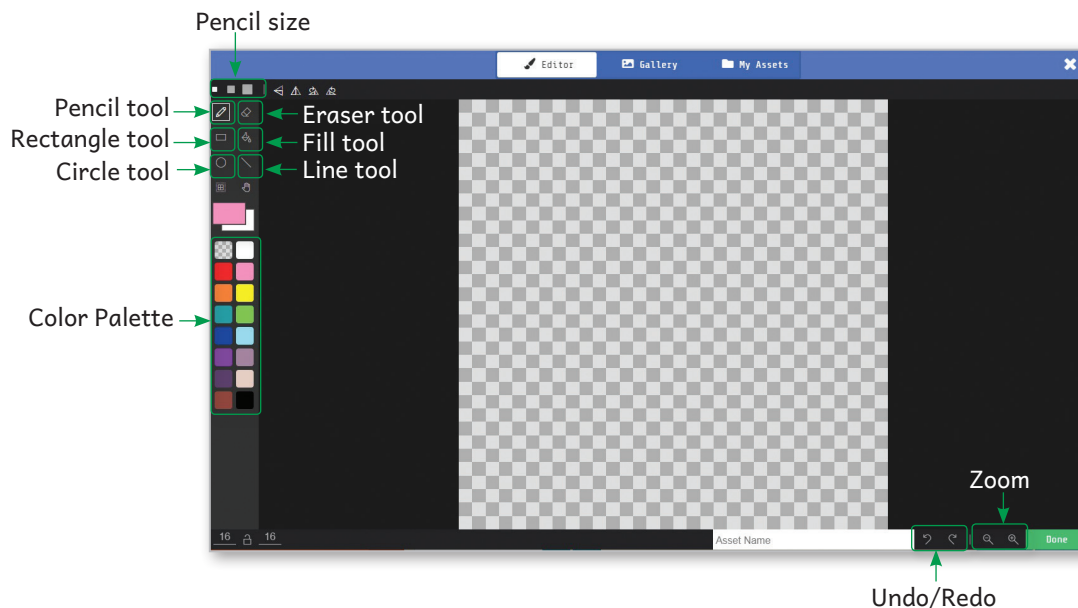 Pencil size
Editor Gallery My Assets
Pencil tool Eraser tool
Rectangle tool Fill tool
Circle tool Line tool
Color Palette
Zoom
16 16 Asset Name Done
Undo/Redo